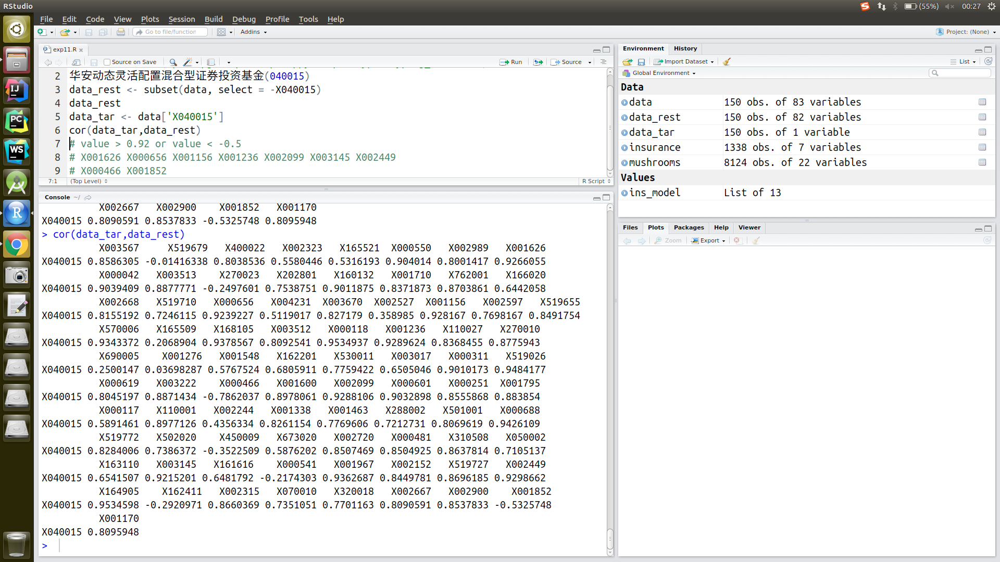 RStudio
(55%)
00:27
File Edit Code View Plots Session Build Debug Profile Tools Help
Go to file/function
Addins
Project: (None)
exp11.R
Source on Save
Run
Source
2 华安动态灵活配置混合型证券投资基金(040015)
3 data_rest <- subset(data, select = -X040015)
4 data_rest
5 data_tar <- data['X040015']
6 cor(data_tar,data_rest)
7 # value > 0.92 or value < -0.5
8 # X001626 X000656 X001156 X001236 X002099 X003145 X002449
9 # X000466 X001852
7:1 (Top Level)
R Script
Console ~/
X002667 X002900 X001852 X001170
X040015 0.8090591 0.8537833 -0.5325748 0.8095948
> cor(data_tar,data_rest)
X003567 X519679 X400022 X002323 X165521 X000550 X002989 X001626
X040015 0.8586305 -0.01416338 0.8038536 0.5580446 0.5316193 0.904014 0.8001417 0.9266055
X000042 X003513 X270023 X202801 X160132 X001710 X762001 X166020
X040015 0.9039409 0.8877771 -0.2497601 0.7538751 0.9011875 0.8371873 0.8703861 0.6442058
X002668 X519710 X000656 X004231 X003670 X002527 X001156 X002597 X519655
X040015 0.8155192 0.7246115 0.9239227 0.5119017 0.827179 0.358985 0.928167 0.7698167 0.8491754
X570006 X165509 X168105 X003512 X000118 X001236 X110027 X270010
X040015 0.9343372 0.2068904 0.9378567 0.8092541 0.9534937 0.9289624 0.8368455 0.8775943
X690005 X001276 X001548 X162201 X530011 X003017 X000311 X519026
X040015 0.2500147 0.03698287 0.5767524 0.6805911 0.7759422 0.6505046 0.9010173 0.9484177
X000619 X003222 X000466 X001600 X002099 X000601 X000251 X001795
X040015 0.8045197 0.8871434 -0.7862037 0.8978061 0.9288106 0.9032898 0.8555868 0.883854
X000117 X110001 X002244 X001338 X001463 X288002 X501001 X000688
X040015 0.5891461 0.8977126 0.4356334 0.8261154 0.7769606 0.7212731 0.8069619 0.9426109
X519772 X502020 X450009 X673020 X002720 X000481 X310508 X050002
X040015 0.8284006 0.7386372 -0.3522509 0.5876202 0.8507469 0.8504925 0.8637814 0.7105137
X163110 X003145 X161616 X000541 X001967 X002152 X519727 X002449
X040015 0.6541507 0.9215201 0.6481792 -0.2174303 0.9362687 0.8449781 0.8696185 0.9298662
X164905 X162411 X002315 X070010 X320018 X002667 X002900 X001852
X040015 0.9534598 -0.2920971 0.8660369 0.7351051 0.7701163 0.8090591 0.8537833 -0.5325748
X001170
X040015 0.8095948
>
Environment History
Import Dataset
List
Global Environment
Data
data 150 obs. of 83 variables
data_rest 150 obs. of 82 variables
data_tar 150 obs. of 1 variable
insurance 1338 obs. of 7 variables
mushrooms 8124 obs. of 22 variables
Values
ins_model List of 13
Files Plots Packages Help Viewer
Zoom
Export
IJ
PC
WS
R